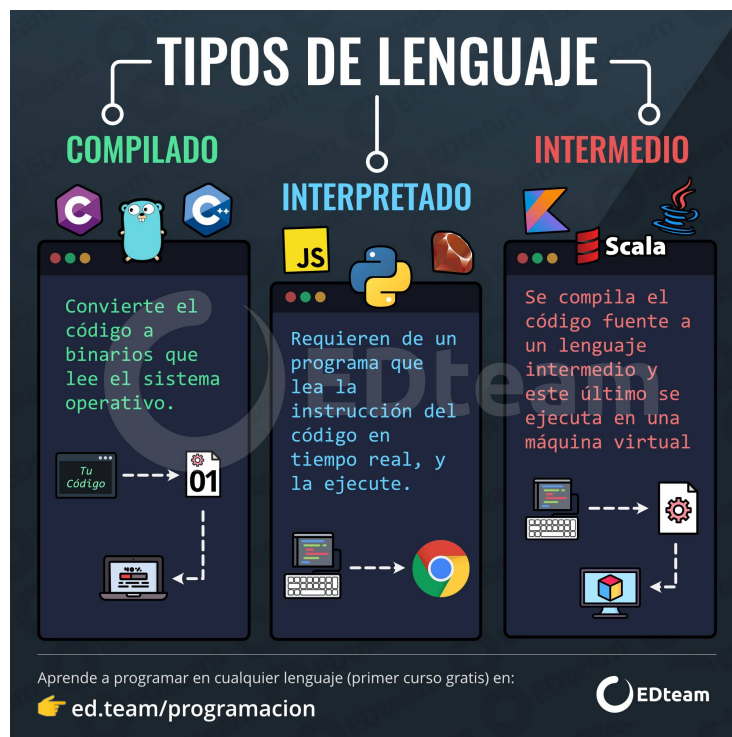 TIPOS DE LENGUAJE
COMPILADO
C
C++
Convierte el
código a
binarios que
lee el sistema
operativo.
Tu
Código
01
40%
INTERPRETADO
JS
Requieren de un
programa que
lea la
instrucción del
código en
tiempo real, y
la ejecute.
INTERMEDIO
Scala
Se compila el
código fuente a
un lenguaje
intermedio y
este último se
ejecuta en una
máquina virtual
EDteam
Aprende a programar en cualquier lenguaje (primer curso gratis) en:
ed.team/programacion
EDteam